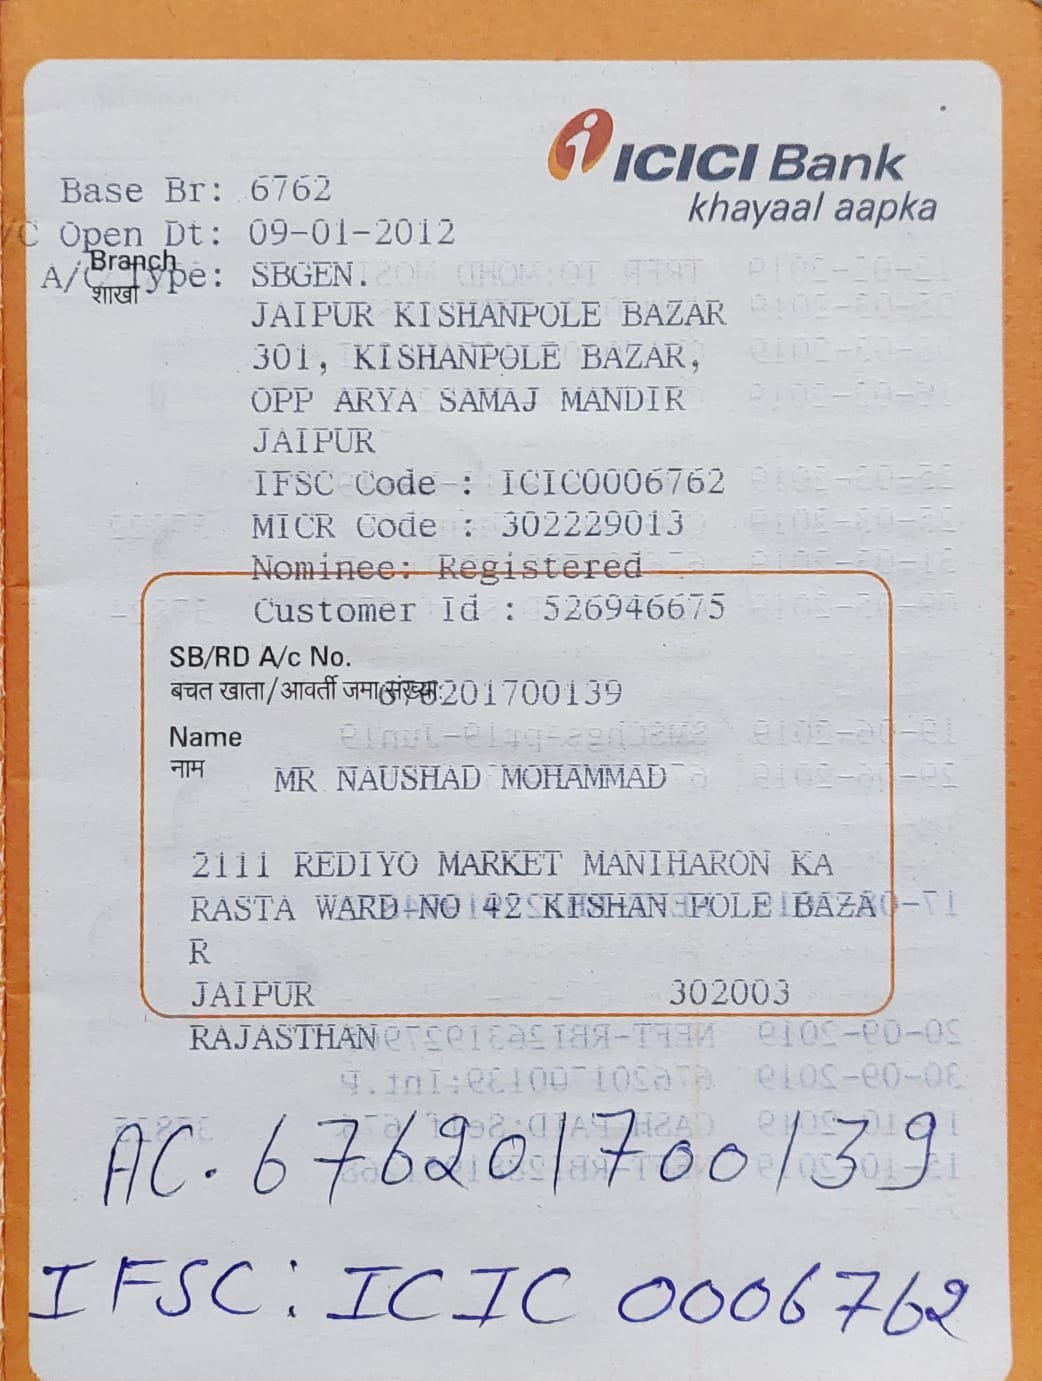 ICICI Bank
khayaal aapka
Base Br: 6762
C Open Dt: 09-01-2012
Branch
A/C Type: SBGEN.
शाखा
JAIPUR KISHANPOLE BAZAR
301, KISHANPOLE BAZAR,
OPP ARYA SAMAJ MANDIR
JAIPUR
IFSC Code : ICIC0006762
MICR Code : 302229013
Nominee: Registered
Customer Id : 526946675
SB/RD A/c No.
बचत खाता/आवर्ती जमा संख्या: 676201700139
Name
नाम
MR NAUSHAD MOHAMMAD
2111 REDIYO MARKET MANIHARON KA
RASTA WARD NO 42 KISHAN POLE BAZA
R
JAIPUR 302003
RAJASTHAN
AC. 676201700139
IFSC: ICIC 0006762